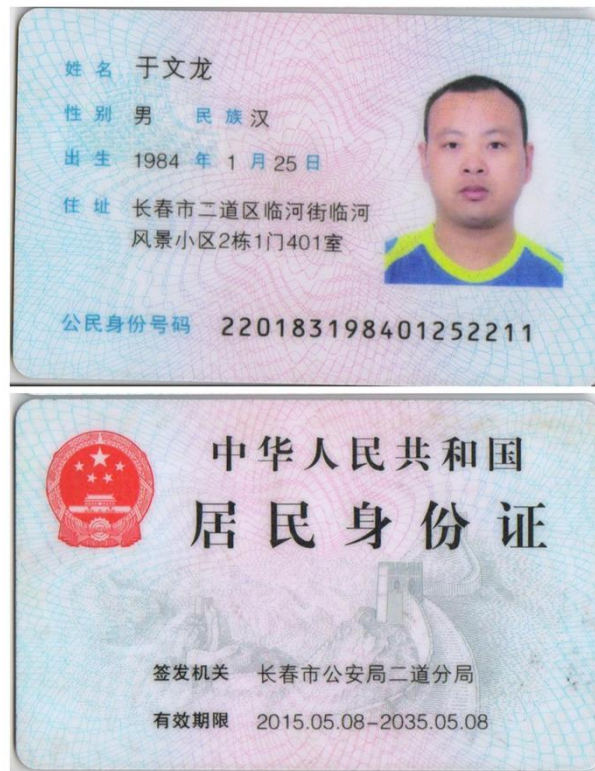 姓名 于文龙
性别 男 民族 汉
出生 1984 年 1 月 25 日
住址 长春市二道区临河街临河
风景小区2栋1门401室
公民身份号码 220183198401252211
中华人民共和国
居民身份证
签发机关 长春市公安局二道分局
有效期限 2015.05.08-2035.05.08